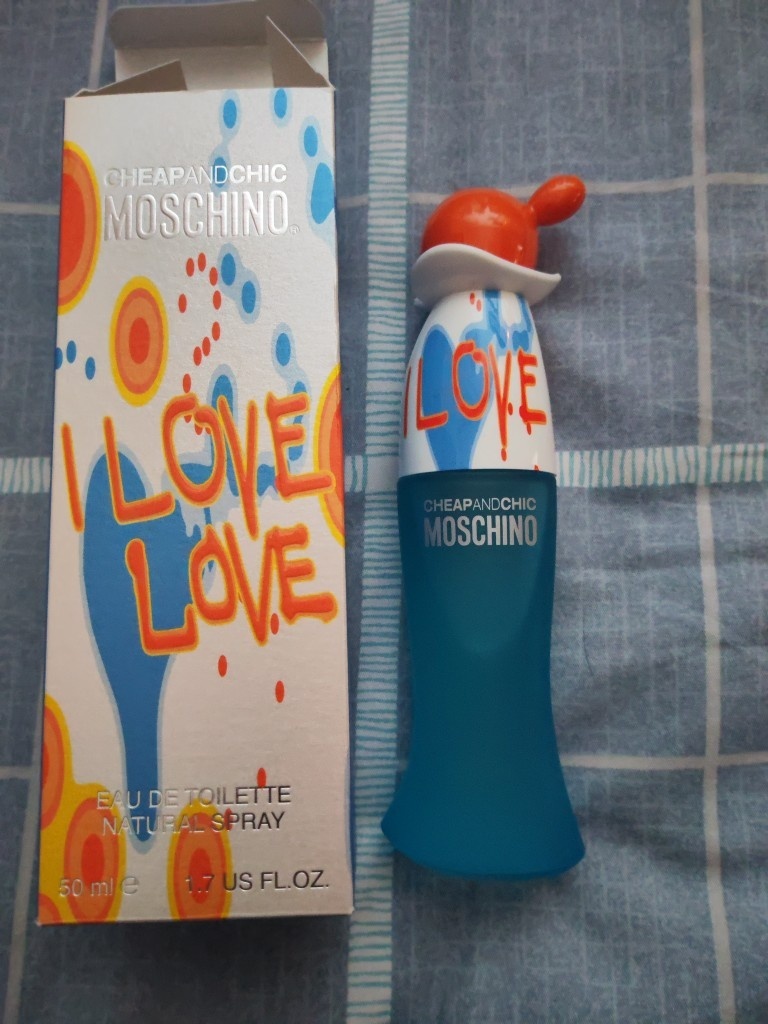 CHEAPANDCHIC
MOSCHINO®
I LOVE
LOVE
EAU DE TOILETTE
NATURAL SPRAY
50 ml e 1.7 US FL.OZ.
I LOVE
CHEAPANDCHIC
MOSCHINO